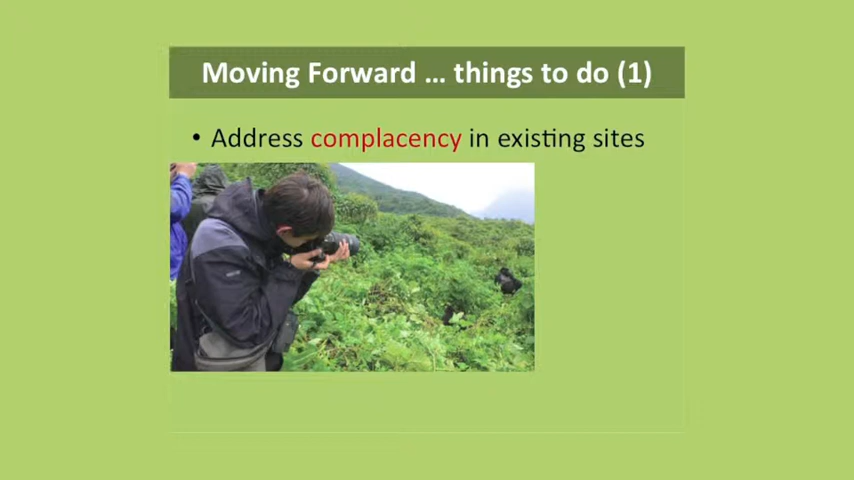 Moving Forward … things to do (1)
• Address complacency in existing sites